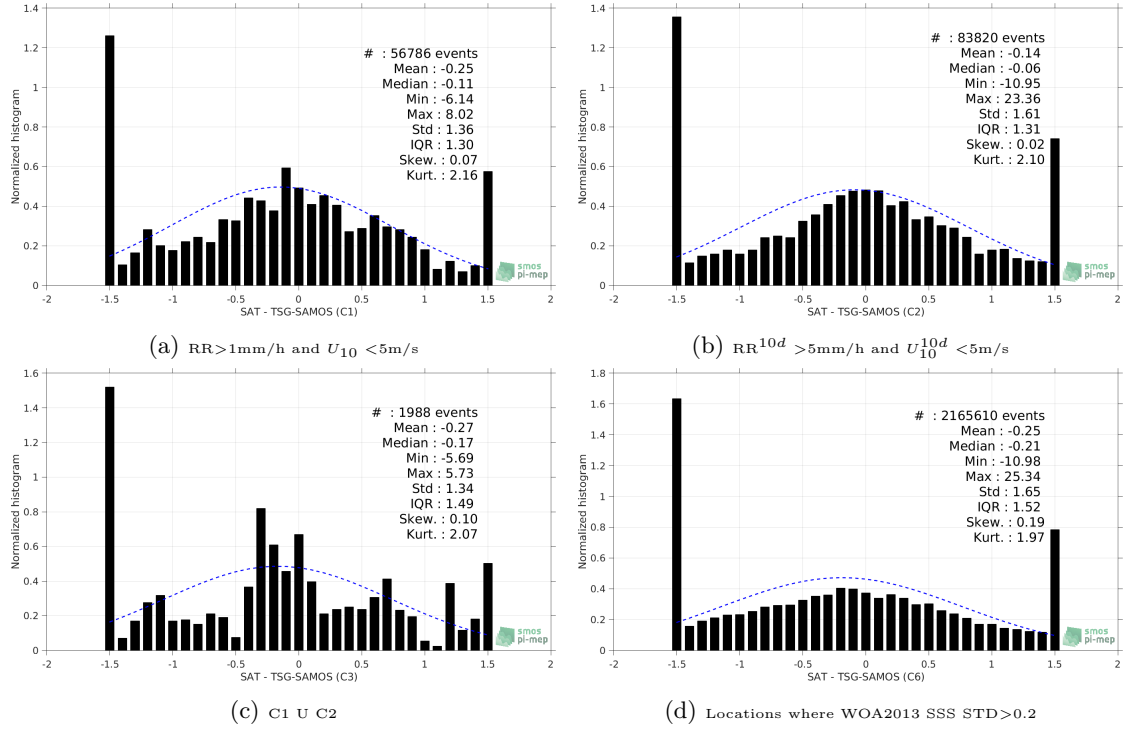 1.4
1.2
1
0.8
0.6
0.4
0.2
0
Normalized histogram
# : 56786 events
Mean : -0.25
Median : -0.11
Min : -6.14
Max : 8.02
Std : 1.36
IQR : 1.30
Skew. : 0.07
Kurt. : 2.16
smos
pi-mep
-2 -1.5 -1 -0.5 0 0.5 1 1.5 2
SAT - TSG-SAMOS (C1)
(a) RR>1mm/h and U10 <5m/s
1.4
1.2
1
0.8
0.6
0.4
0.2
0
Normalized histogram
# : 83820 events
Mean : -0.14
Median : -0.06
Min : -10.95
Max : 23.36
Std : 1.61
IQR : 1.31
Skew. : 0.02
Kurt. : 2.10
smos
pi-mep
-2 -1.5 -1 -0.5 0 0.5 1 1.5 2
SAT - TSG-SAMOS (C2)
(b) RR^10d >5mm/h and U10^10d <5m/s
1.6
1.4
1.2
1
0.8
0.6
0.4
0.2
0
Normalized histogram
# : 1988 events
Mean : -0.27
Median : -0.17
Min : -5.69
Max : 5.73
Std : 1.34
IQR : 1.49
Skew. : 0.10
Kurt. : 2.07
smos
pi-mep
-2 -1.5 -1 -0.5 0 0.5 1 1.5 2
SAT - TSG-SAMOS (C3)
(c) C1 U C2
1.8
1.6
1.4
1.2
1
0.8
0.6
0.4
0.2
0
Normalized histogram
# : 2165610 events
Mean : -0.25
Median : -0.21
Min : -10.98
Max : 25.34
Std : 1.65
IQR : 1.52
Skew. : 0.19
Kurt. : 1.97
smos
pi-mep
-2 -1.5 -1 -0.5 0 0.5 1 1.5 2
SAT - TSG-SAMOS (C6)
(d) Locations where WOA2013 SSS STD>0.2